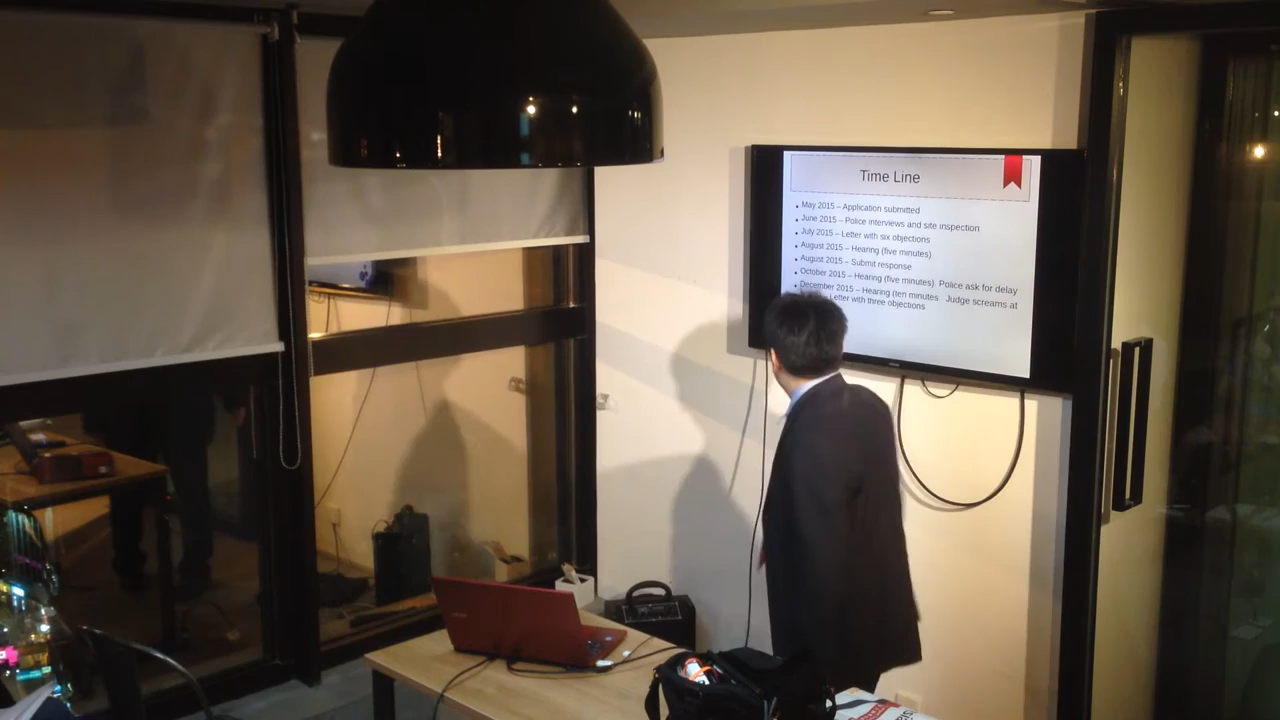 Time Line
• May 2015 – Application submitted
• June 2015 – Police interviews and site inspection
• July 2015 – Letter with six objections
• August 2015 – Hearing (five minutes)
• August 2015 – Submit response
• October 2015 – Hearing (five minutes) Police ask for delay
• December 2015 – Hearing (ten minutes. Judge screams at
Letter with three objections